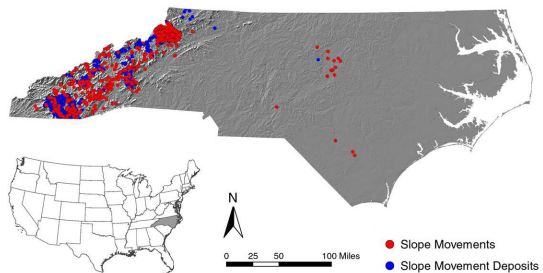 N
0 25 50 100 Miles
Slope Movements
Slope Movement Deposits